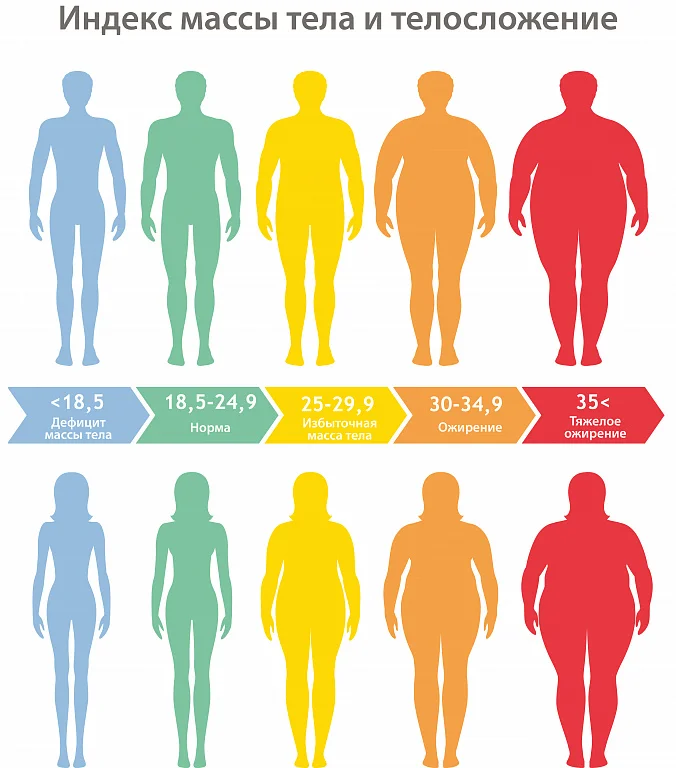 Индекс массы тела и телосложение
<18,5
Дефицит
массы тела
18,5-24,9
Норма
25-29,9
Избыточная
масса тела
30-34,9
Ожирение
35<
Тяжелое
ожирение